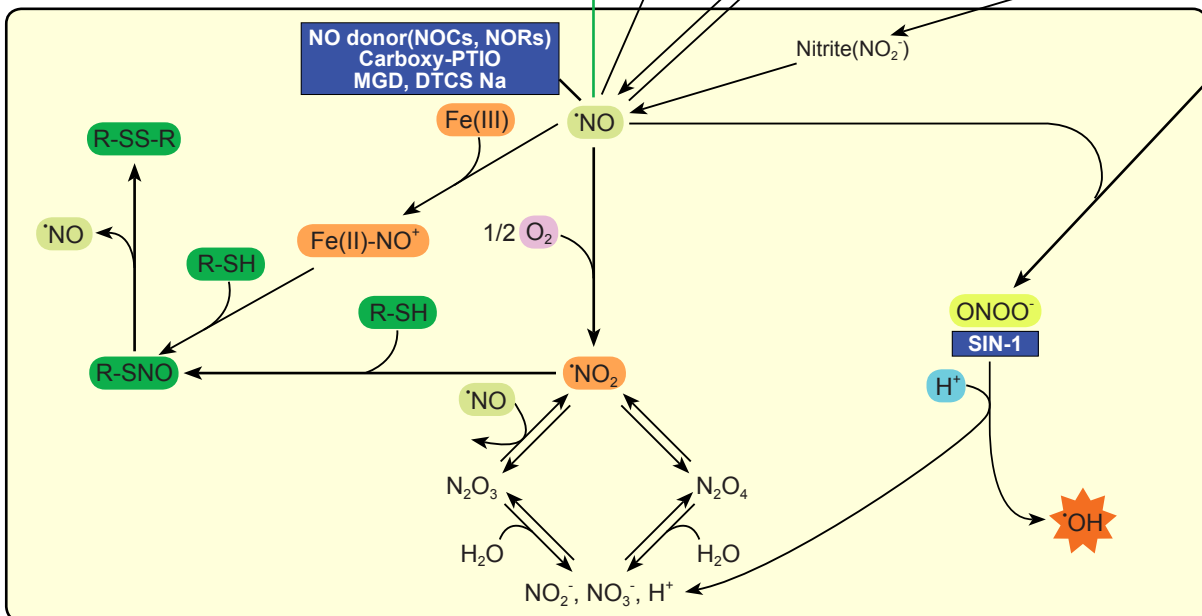 NO donor(NOCs, NORs)
Carboxy-PTIO
MGD, DTCS Na
Nitrite(NO₂⁻)
Fe(III)
•NO
R-SS-R
•NO
Fe(II)-NO⁺
1/2 O₂
R-SH
R-SH
ONOO⁻
SIN-1
R-SNO
•NO₂
H⁺
•NO
N₂O₃
N₂O₄
•OH
H₂O
H₂O
NO₂⁻, NO₃⁻, H⁺